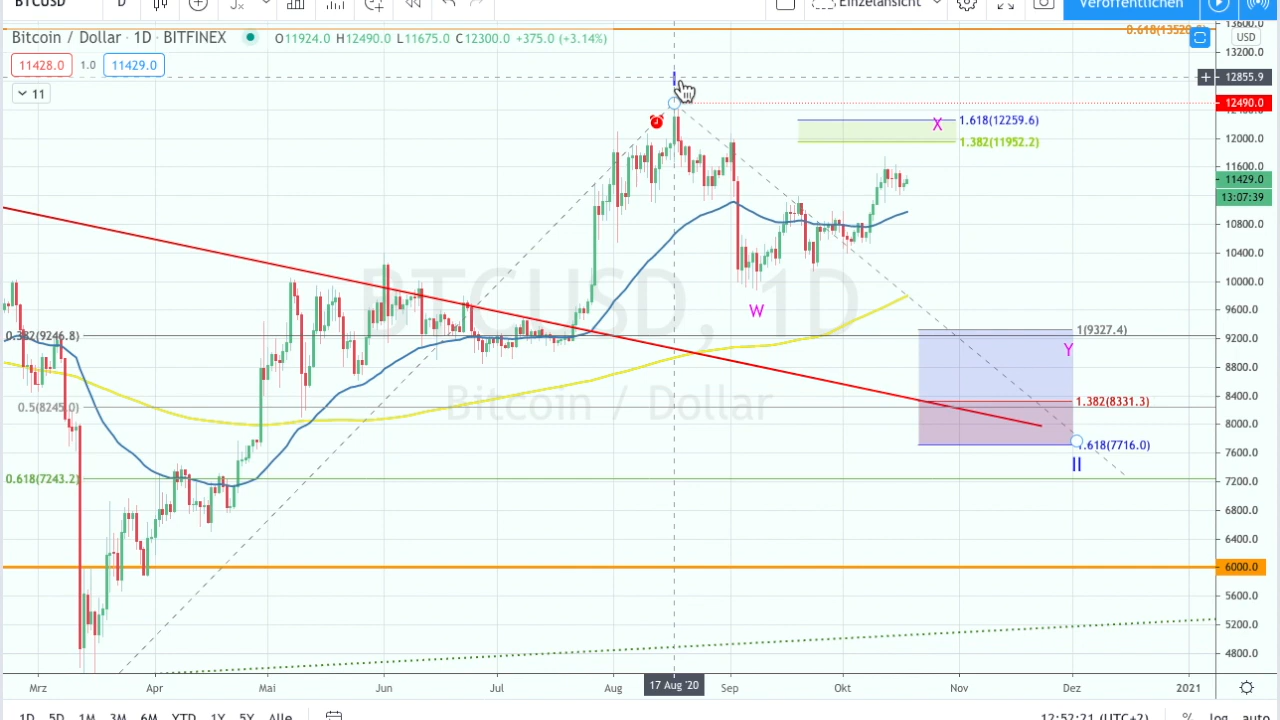 BTCUSD D Einzelansicht Veröffentlichen
Bitcoin / Dollar · 1D · BITFINEX O11924.0 H12490.0 L11675.0 +375.0 (+3.14%)
11428.0 1.0 11429.0
11
0.618(13520.
USD
13600.0
13200.0
12855.9
12490.0
12000.0
11600.0
11429.0
13:07:39
10800.0
10400.0
10000.0
9600.0
9200.0
8800.0
8400.0
8000.0
7600.0
7200.0
6800.0
6400.0
6000.0
5600.0
5200.0
4800.0
I
X
1.618(12259.6)
1.382(11952.2)
W
BTCUSD, 1D
Bitcoin / Dollar
0.382(9246.8)
0.5(8245.0)
0.618(7243.2)
1(9327.4)
Y
1.382(8331.3)
1.618(7716.0)
II
Mrz Apr Mai Jun Jul Aug 17 Aug '20 Sep Okt Nov Dez 2021
1D 5D 1M 3M 6M YTD 1Y 5Y Alle 12:52:21 (UTC+2) % log auto